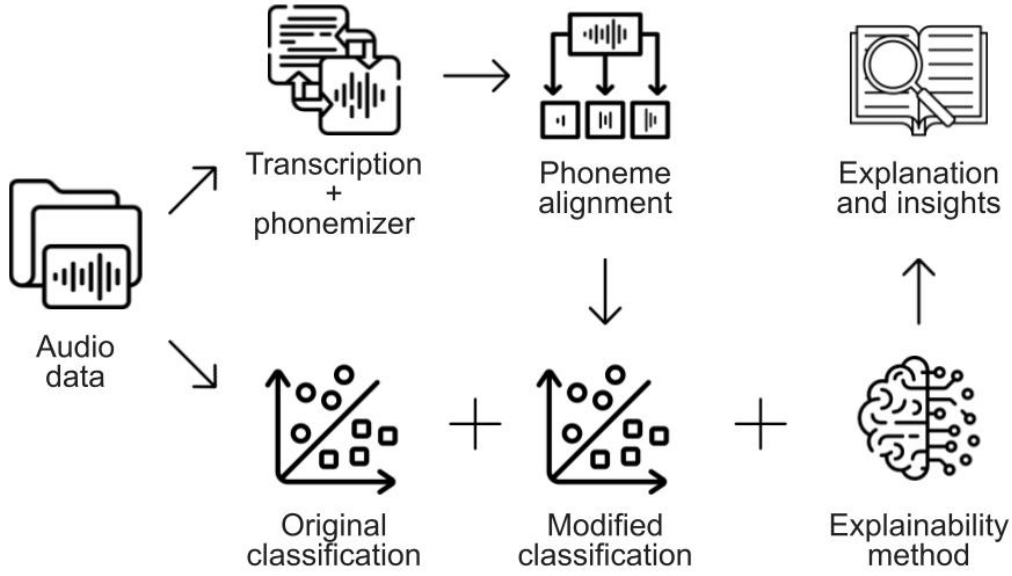 Transcription
+
phonemizer
Phoneme
alignment
Explanation
and insights
Audio
data
Original
classification
+
Modified
classification
+
Explainability
method